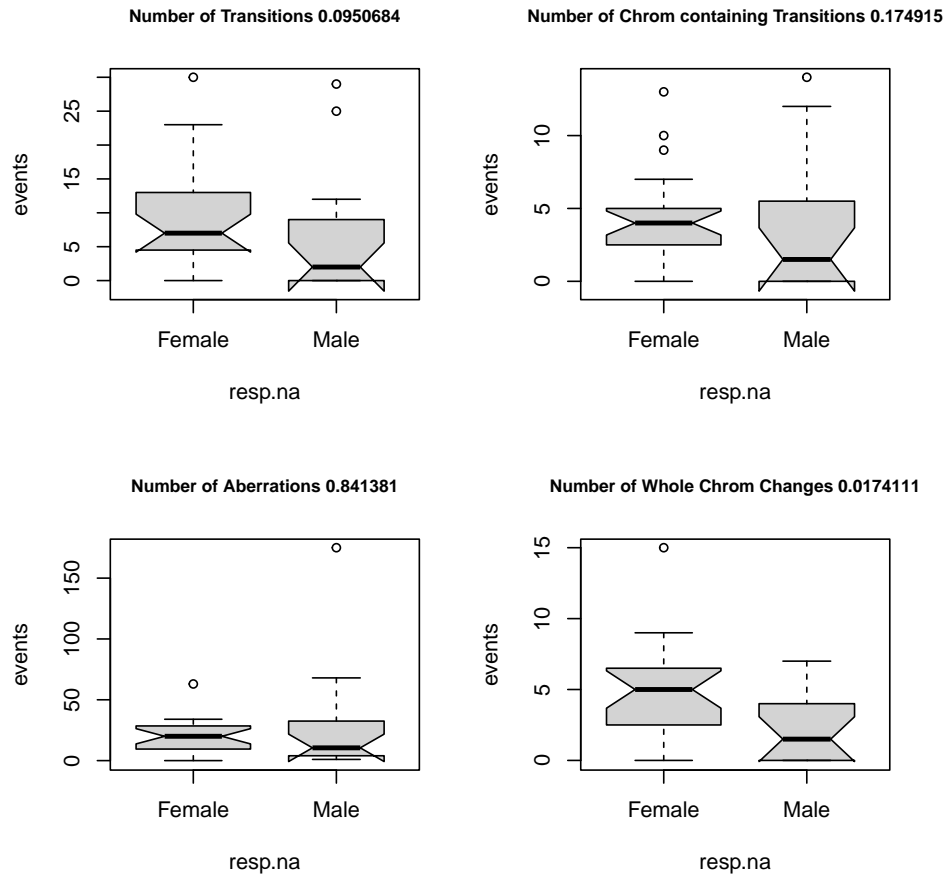 Number of Transitions 0.0950684
25
15
5
0
events
Female Male
resp.na
Number of Chrom containing Transitions 0.174915
10
5
0
events
Female Male
resp.na
Number of Aberrations 0.841381
150
100
50
0
events
Female Male
resp.na
Number of Whole Chrom Changes 0.0174111
15
10
5
0
events
Female Male
resp.na